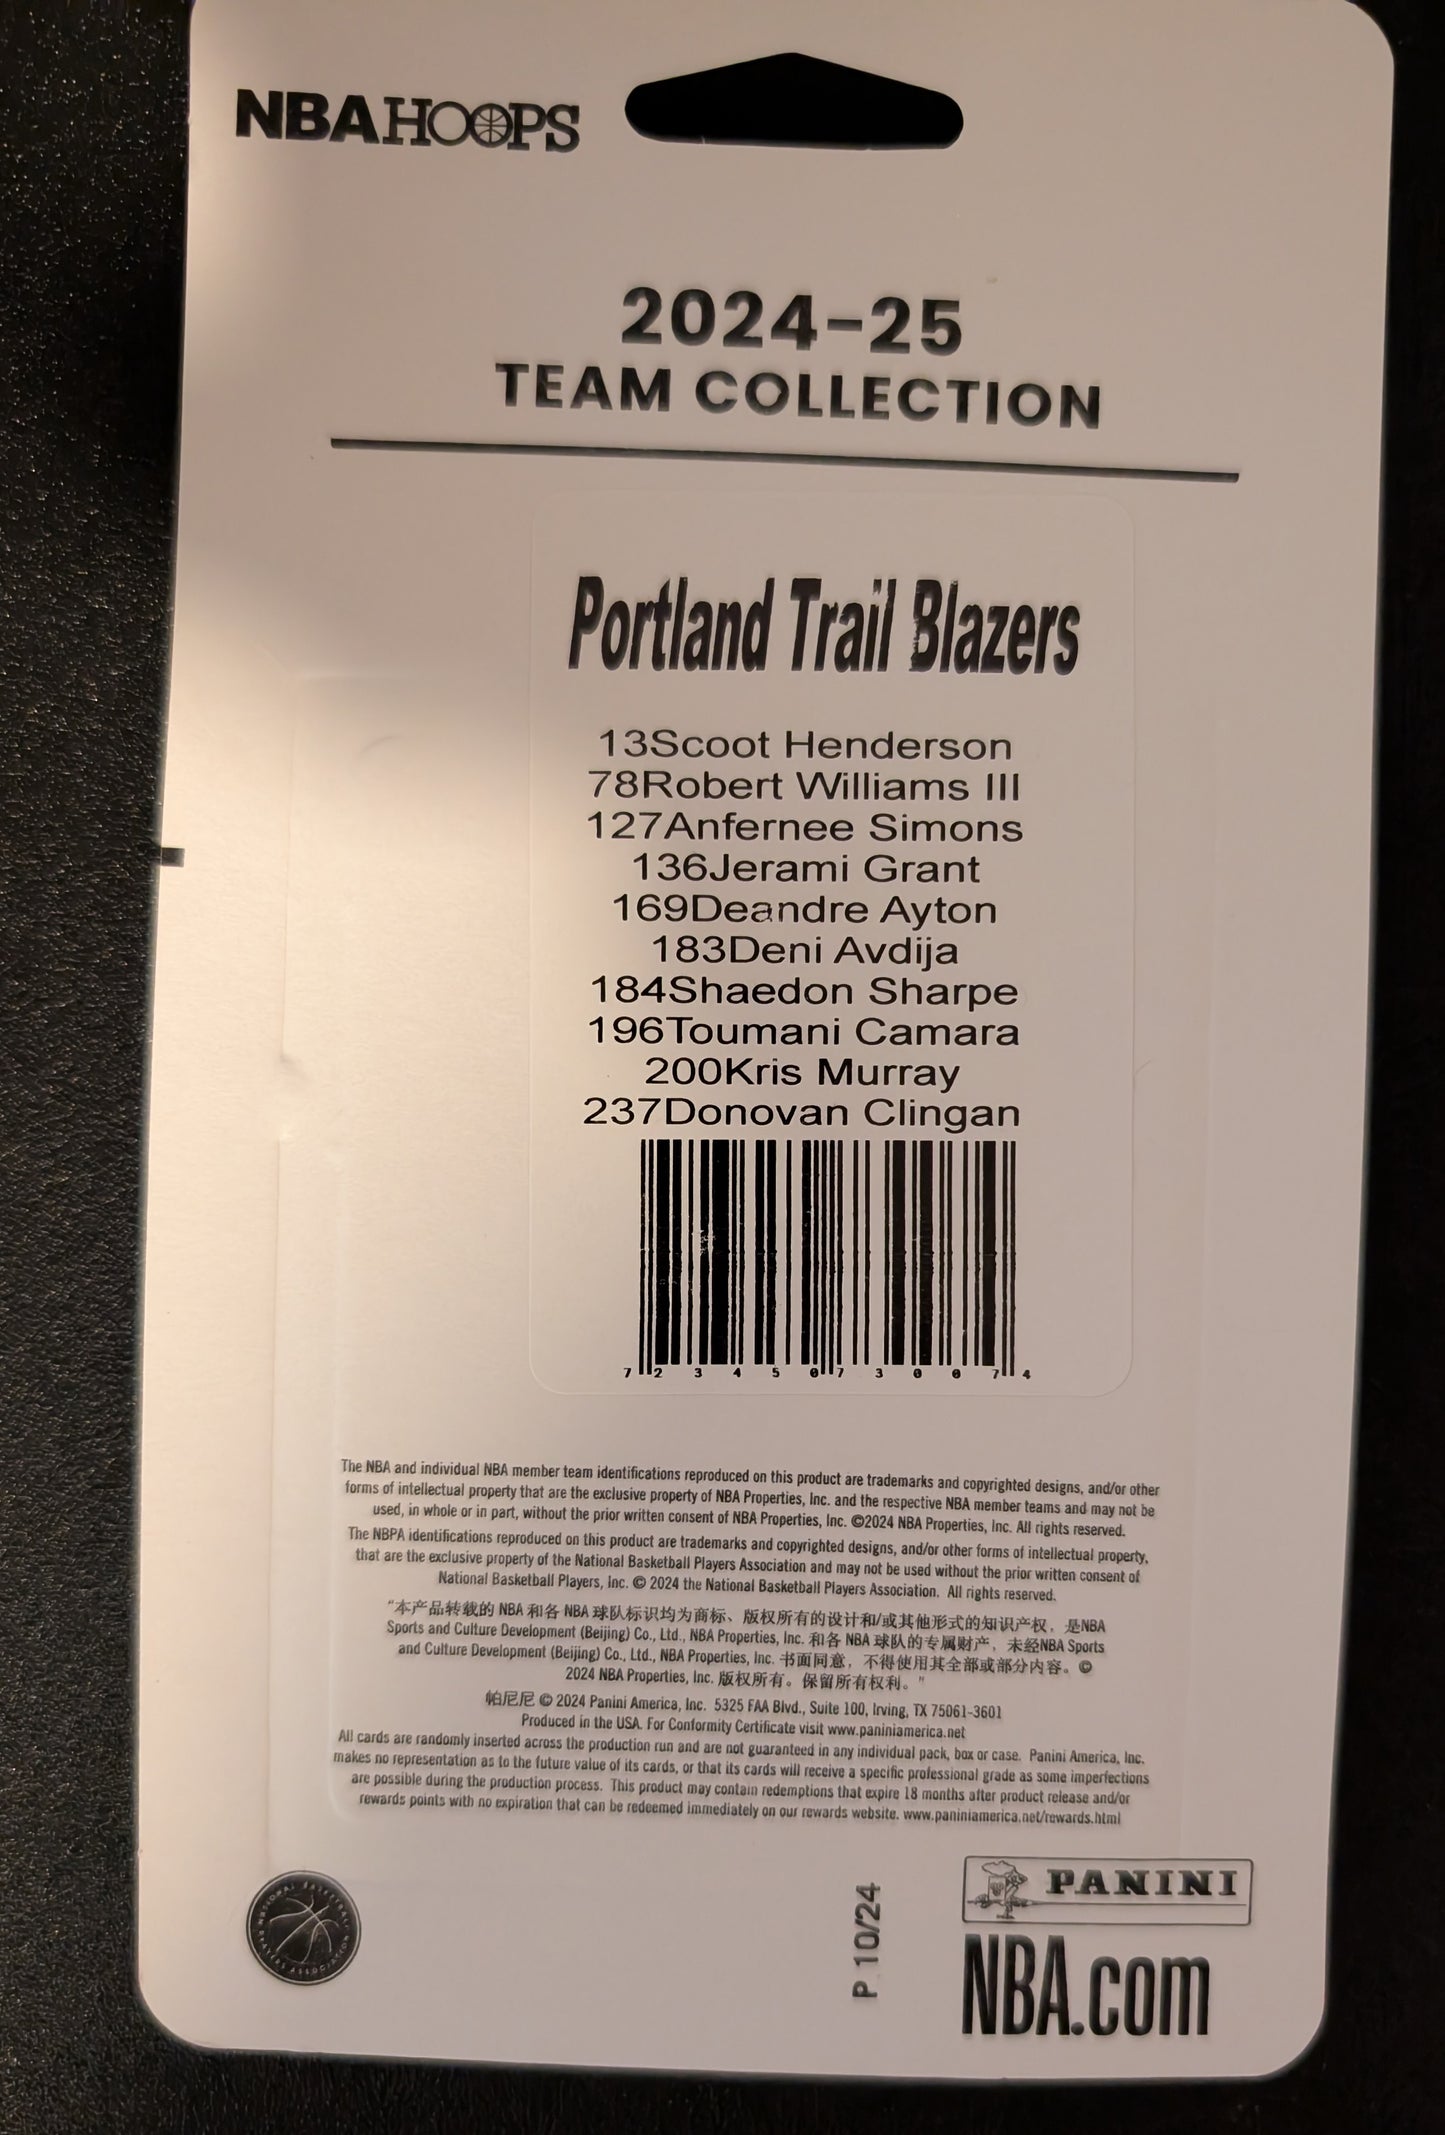 NBA HOOPS
2024-25
TEAM COLLECTION
Portland Trail Blazers
13Scoot Henderson
78Robert Williams III
127Anfernee Simons
136Jerami Grant
169Deandre Ayton
183Deni Avdija
184Shaedon Sharpe
196Toumani Camara
200Kris Murray
237Donovan Clingan
7 2 3 4 5 0 7 3 0 0 7 4
The NBA and individual NBA member team identifications reproduced on this product are trademarks and copyrighted designs, and/or other
forms of intellectual property that are the exclusive property of NBA Properties, Inc. and the respective NBA member teams and may not be
used, in whole or in part, without the prior written consent of NBA Properties, Inc. ©2024 NBA Properties, Inc. All rights reserved.
The NBPA identifications reproduced on this product are trademarks and copyrighted designs, and/or other forms of intellectual property,
that are the exclusive property of the National Basketball Players Association and may not be used without the prior written consent of
National Basketball Players, Inc. © 2024 the National Basketball Players Association. All rights reserved.
"本产品转载的 NBA 和各 NBA 球队标识均为商标、版权所有的设计和/或其他形式的知识产权，是NBA
Sports and Culture Development (Beijing) Co., Ltd., NBA Properties, Inc. 和各 NBA 球队的专属财产，未经NBA Sports
and Culture Development (Beijing) Co., Ltd., NBA Properties, Inc. 书面同意，不得使用其全部或部分内容。©
2024 NBA Properties, Inc. 版权所有。保留所有权利。"
帕尼尼 © 2024 Panini America, Inc. 5325 FAA Blvd., Suite 100, Irving, TX 75061-3601
Produced in the USA. For Conformity Certificate visit www.paniniamerica.net
All cards are randomly inserted across the production run and are not guaranteed in any individual pack, box or case. Panini America, Inc.
makes no representation as to the future value of its cards, or that its cards will receive a specific professional grade as some imperfections
are possible during the production process. This product may contain redemptions that expire 18 months after product release and/or
rewards points with no expiration that can be redeemed immediately on our rewards website. www.paniniamerica.net/rewards.html
NATIONAL BASKETBALL PLAYERS ASSOCIATION
P 10/24
PANINI
NBA.com